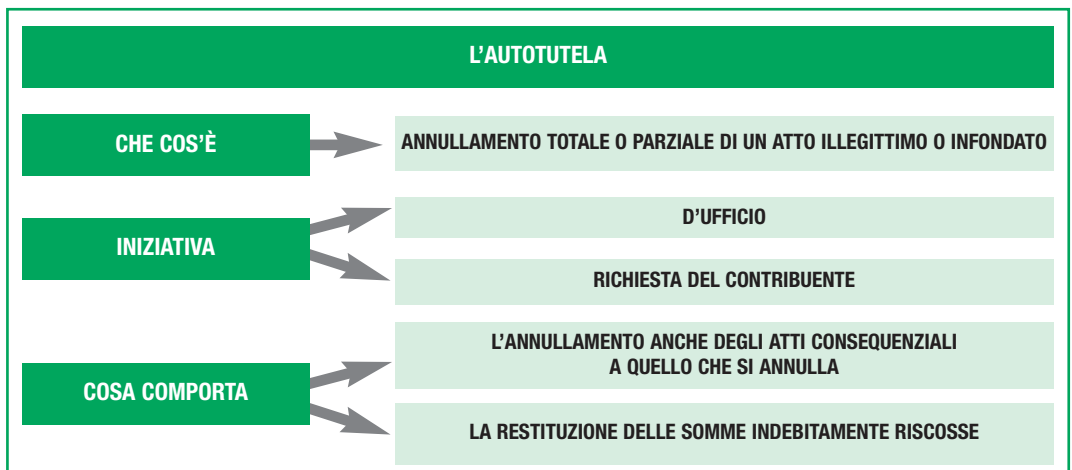 L'AUTOTUTELA
CHE COS'È
ANNULLAMENTO TOTALE O PARZIALE DI UN ATTO ILLEGITTIMO O INFONDATO
INIZIATIVA
D'UFFICIO
RICHIESTA DEL CONTRIBUENTE
COSA COMPORTA
L'ANNULLAMENTO ANCHE DEGLI ATTI CONSEQUENZIALI
A QUELLO CHE SI ANNULLA
LA RESTITUZIONE DELLE SOMME INDEBITAMENTE RISCOSSE